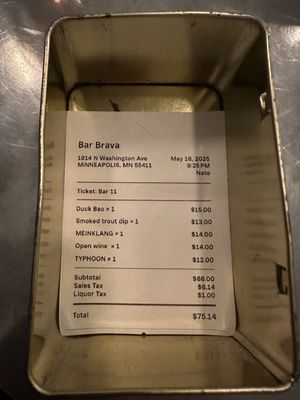 Bar Brava
1914 N Washington Ave May 16, 2025
MINNEAPOLIS, MN 55411 9:25 PM
Nate
Ticket: Bar 11
Duck Bao × 1 $15.00
Smoked trout dip × 1 $13.00
MEINKLANG × 1 $14.00
Open wine × 1 $14.00
TYPHOON × 1 $12.00
Subtotal $68.00
Sales Tax $6.14
Liquor Tax $1.00
Total $75.14